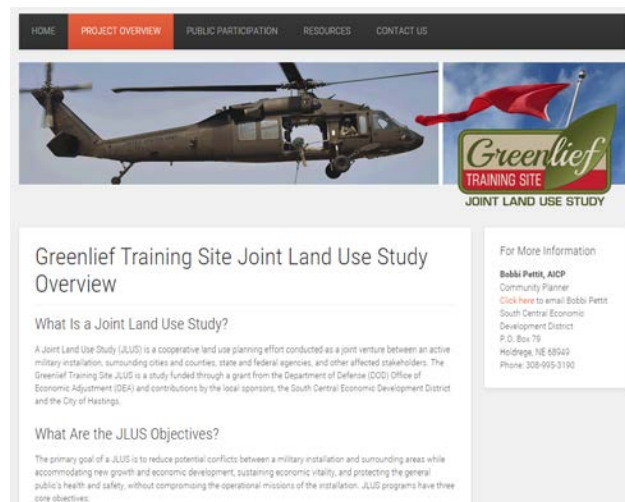 HOME PROJECT OVERVIEW PUBLIC PARTICIPATION RESOURCES CONTACT US
Greenlief
TRAINING SITE
JOINT LAND USE STUDY
Greenlief Training Site Joint Land Use Study
Overview
What Is a Joint Land Use Study?
A Joint Land Use Study (JLUS) is a cooperative land use planning effort conducted as a joint venture between an active
military installation, surrounding cities and counties, state and federal agencies, and other affected stakeholders. The
Greenlief Training Site JLUS is a study funded through a grant from the Department of Defense (DOD) Office of
Economic Adjustment (OEA) and contributions by the local sponsors, the South Central Economic Development District
and the City of Hastings.
What Are the JLUS Objectives?
The primary goal of a JLUS is to reduce potential conflicts between a military installation and surrounding areas while
accommodating new growth and economic development, sustaining economic vitality, and protecting the general
public's health and safety, without compromising the operational missions of the installation. JLUS programs have three
core objectives:
For More Information
Bobbi Pettit, AICP
Community Planner
Click here to email Bobbi Pettit
South Central Economic
Development District
P.O. Box 79
Holdrege, NE 68949
Phone: 308-995-3190